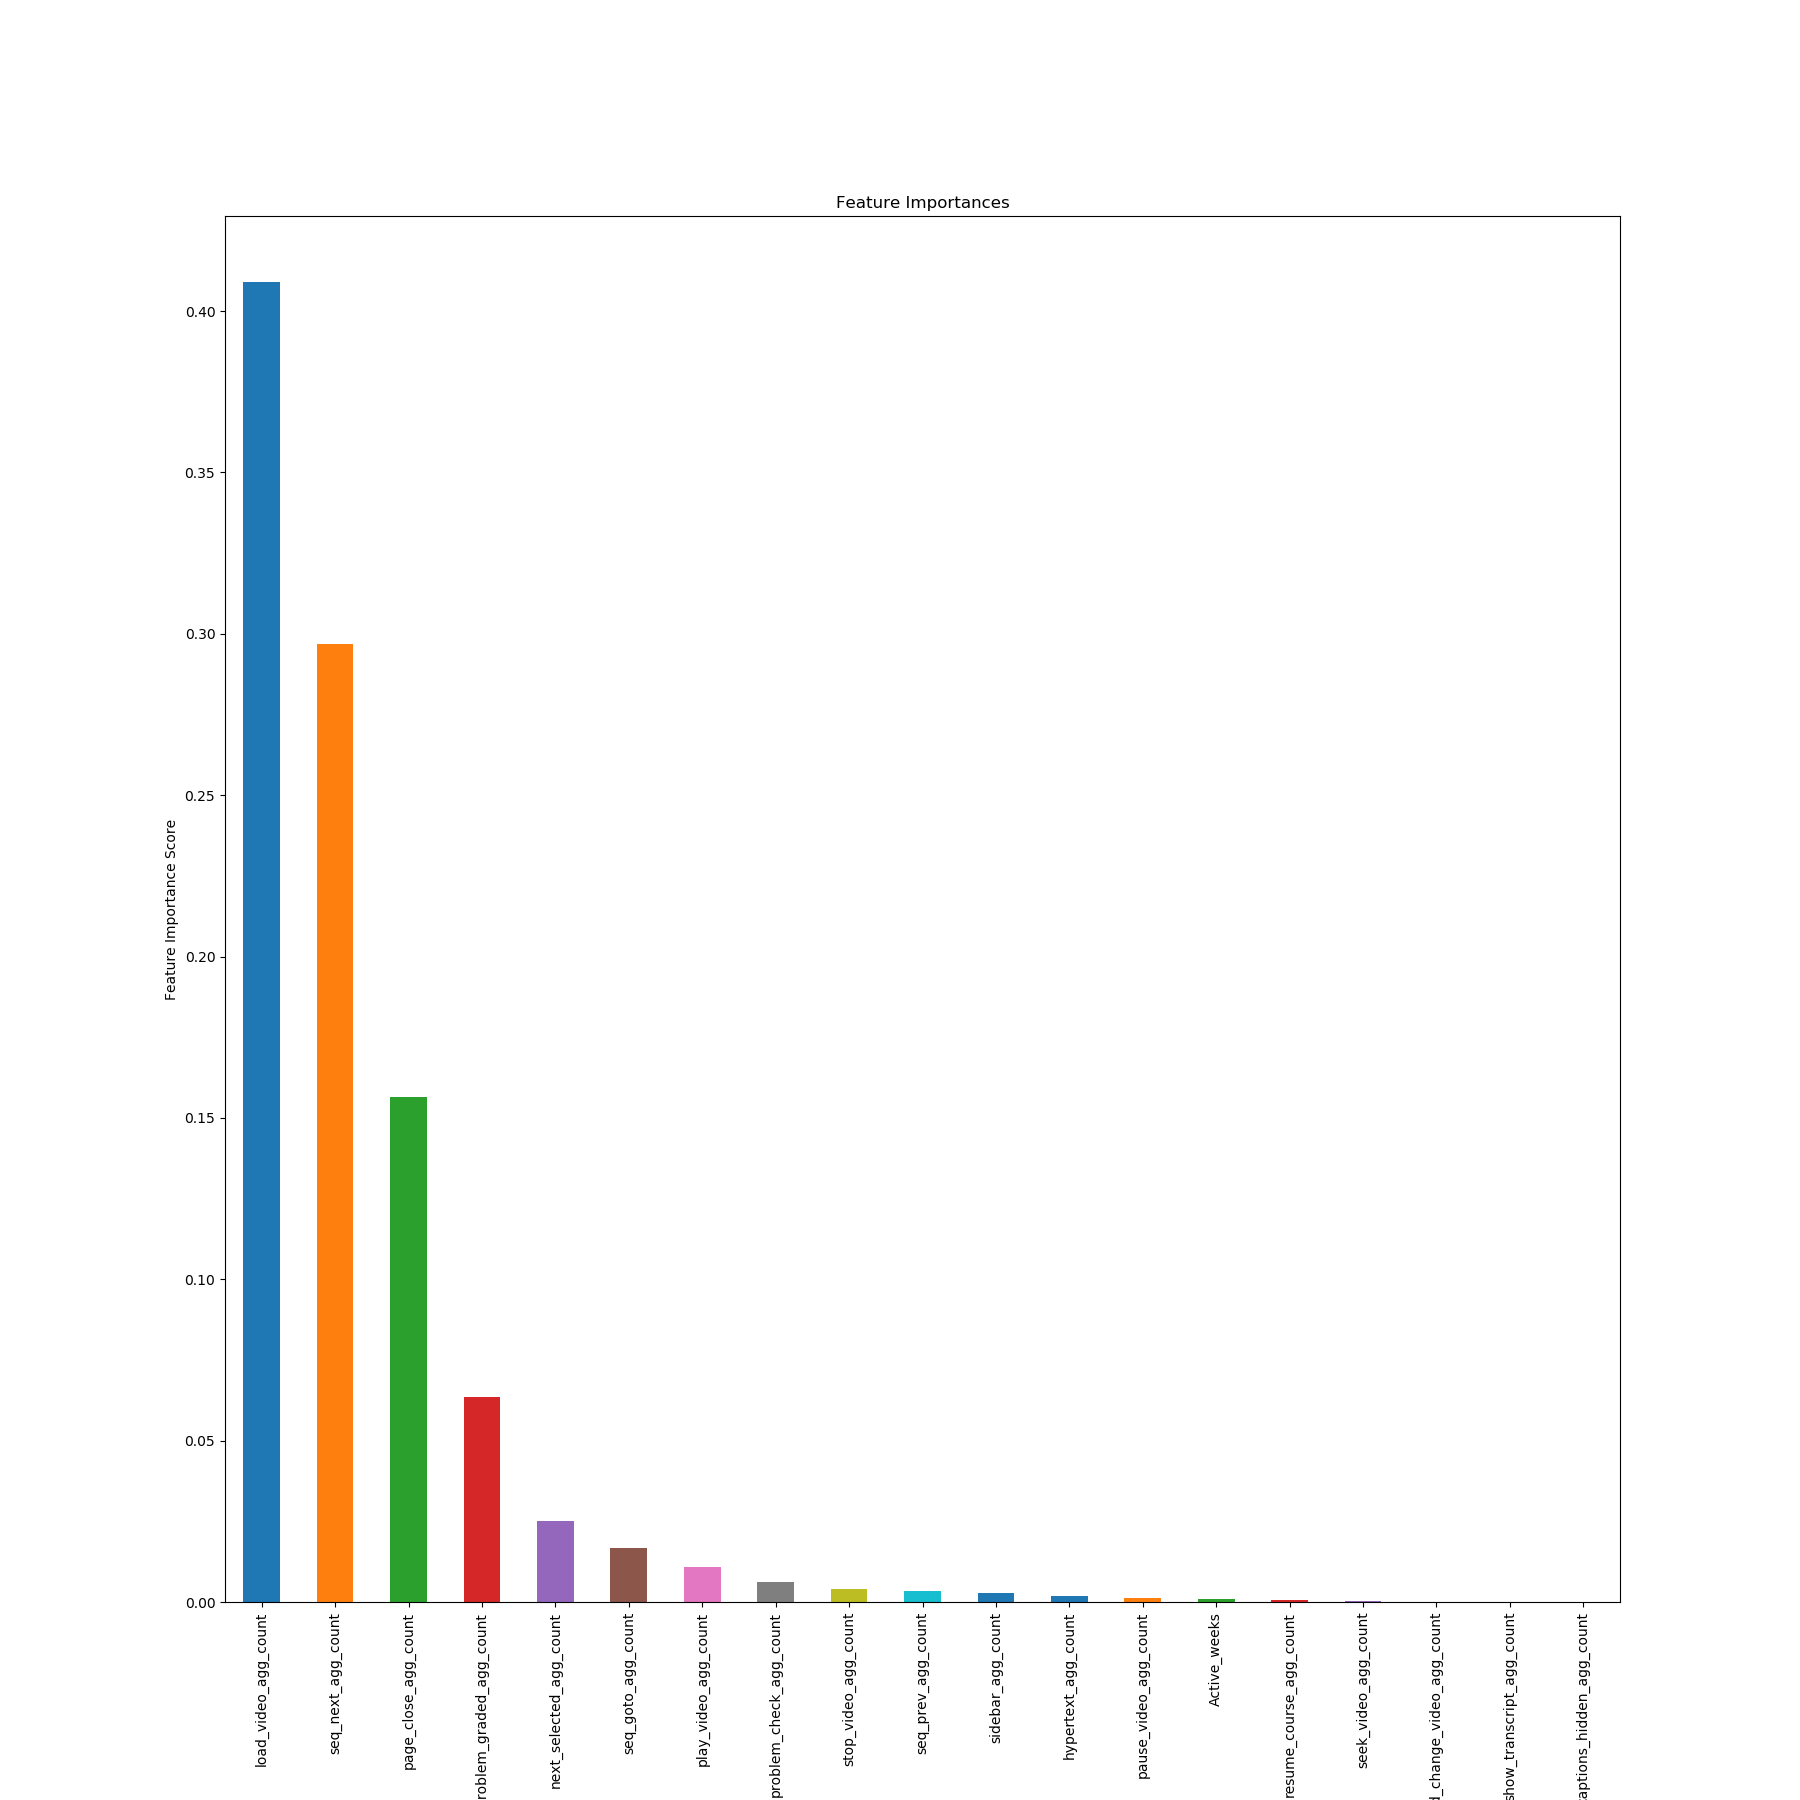 Feature Importances
Feature Importance Score
0.40
0.35
0.30
0.25
0.20
0.15
0.10
0.05
0.00
load_video_agg_count
seq_next_agg_count
page_close_agg_count
roblem_graded_agg_count
next_selected_agg_count
seq_goto_agg_count
play_video_agg_count
problem_check_agg_count
stop_video_agg_count
seq_prev_agg_count
sidebar_agg_count
hypertext_agg_count
pause_video_agg_count
Active_weeks
resume_course_agg_count
seek_video_agg_count
d_change_video_agg_count
show_transcript_agg_count
captions_hidden_agg_count